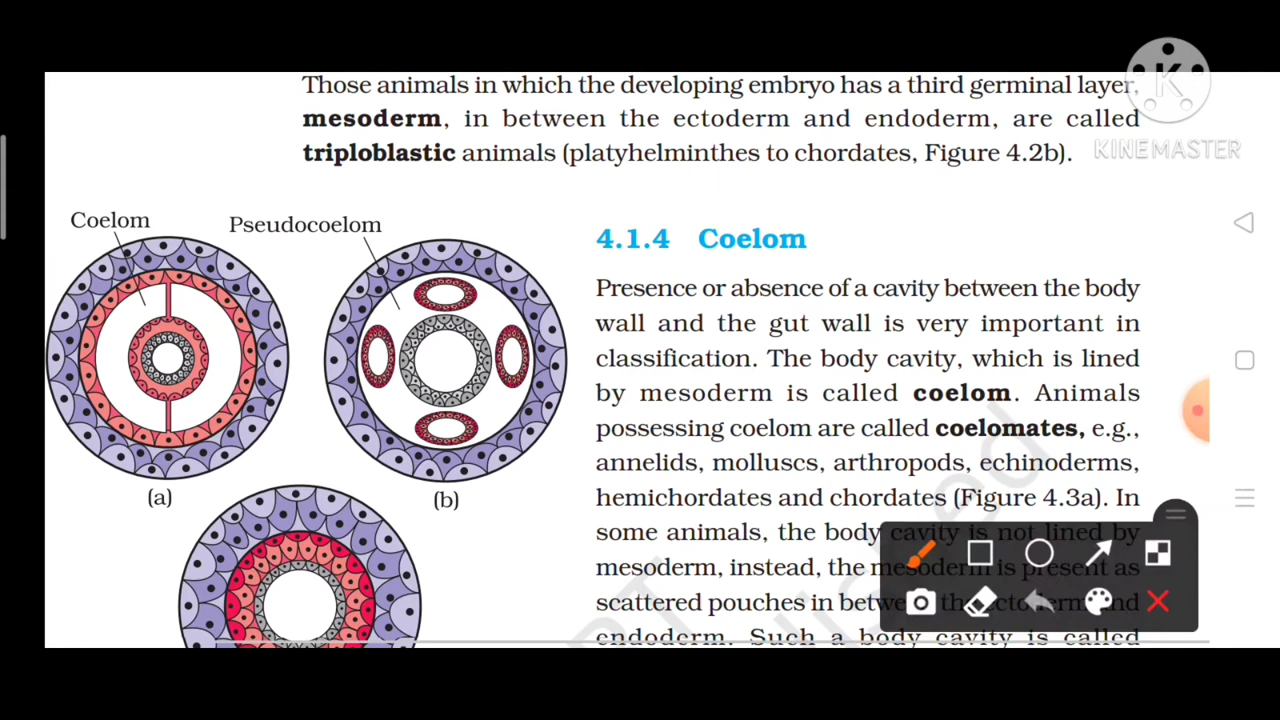 Those animals in which the developing embryo has a third germinal layer,
mesoderm, in between the ectoderm and endoderm, are called
triploblastic animals (platyhelminthes to chordates, Figure 4.2b).
K
KINEMASTER
Coelom
Pseudocoelom
(a)
(b)
4.1.4 Coelom
Presence or absence of a cavity between the body
wall and the gut wall is very important in
classification. The body cavity, which is lined
by mesoderm is called coelom. Animals
possessing coelom are called coelomates, e.g.,
annelids, molluscs, arthropods, echinoderms,
hemichordates and chordates (Figure 4.3a). In
some animals, the body cavity is not lined by
mesoderm, instead, the mesoderm is present as
scattered pouches in between the ectoderm and
endoderm. Such a body cavity is called